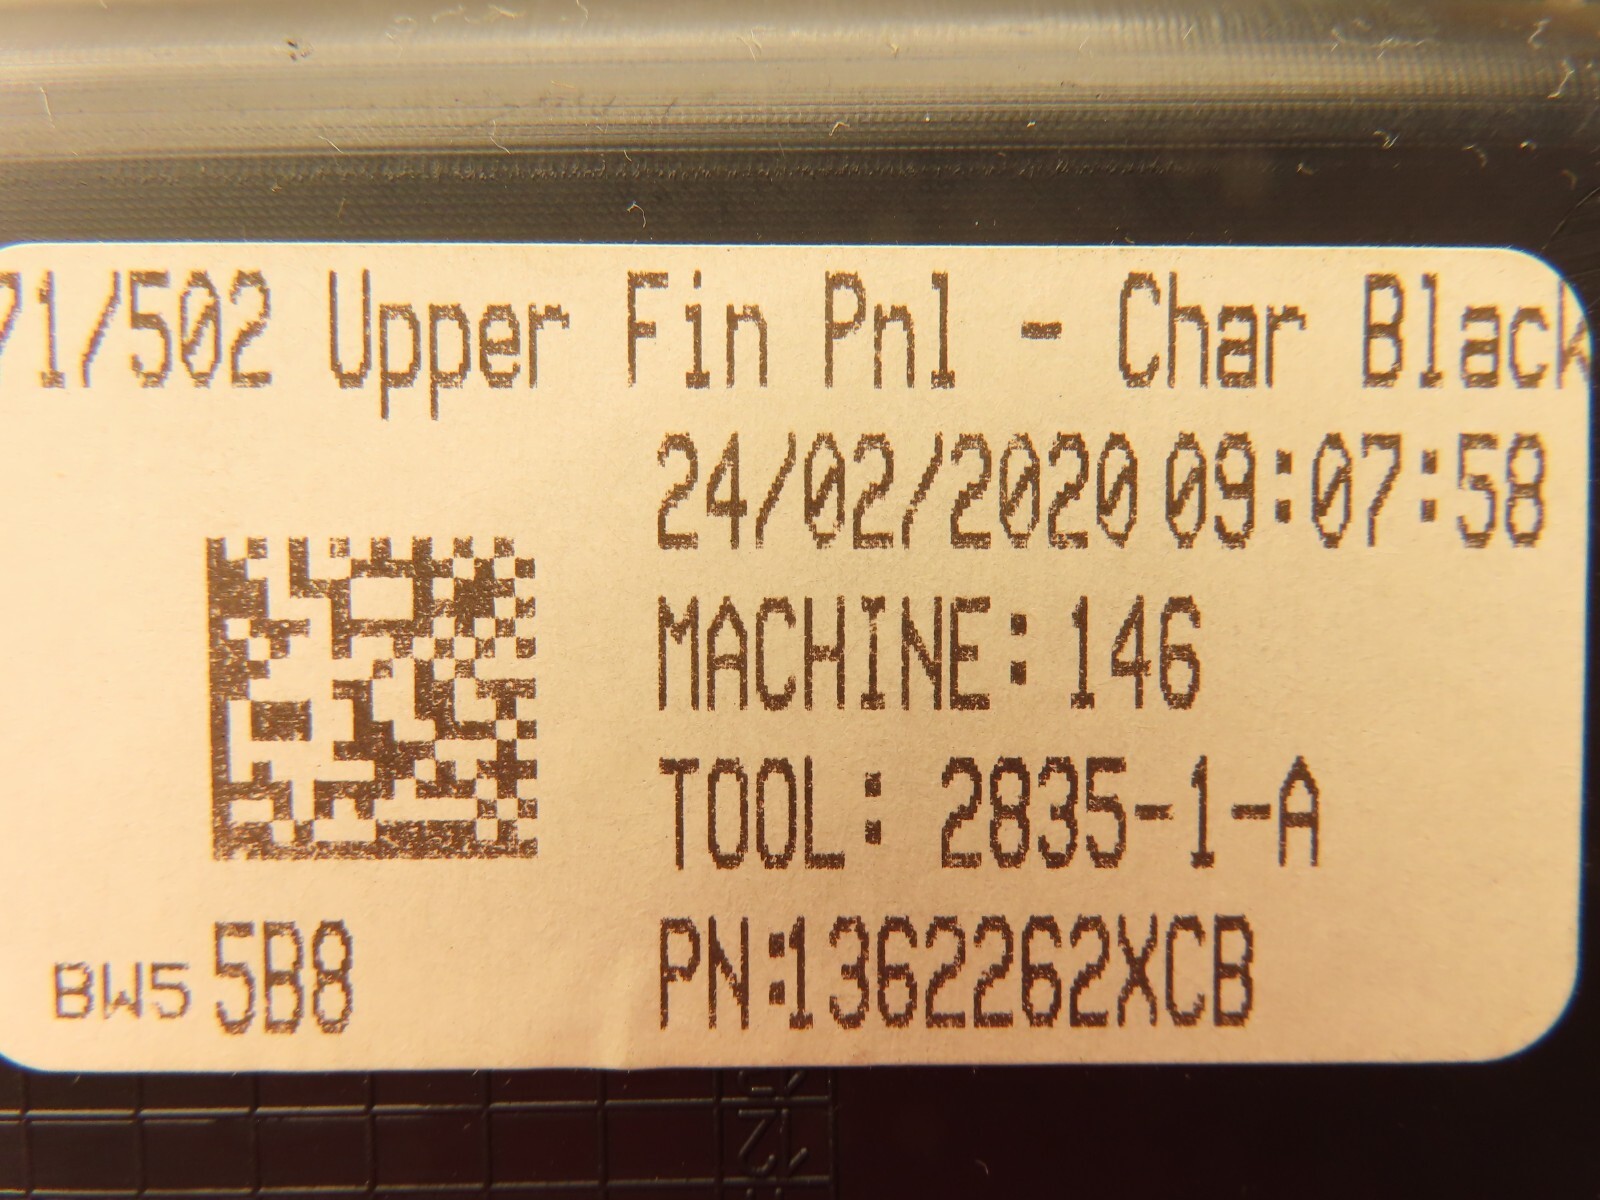 71/502 Upper Fin Pnl - Char Black
24/02/2020 09:07:58
MACHINE: 146
TOOL: 2835-1-A
BW5 5B8
PN:1362262XCB